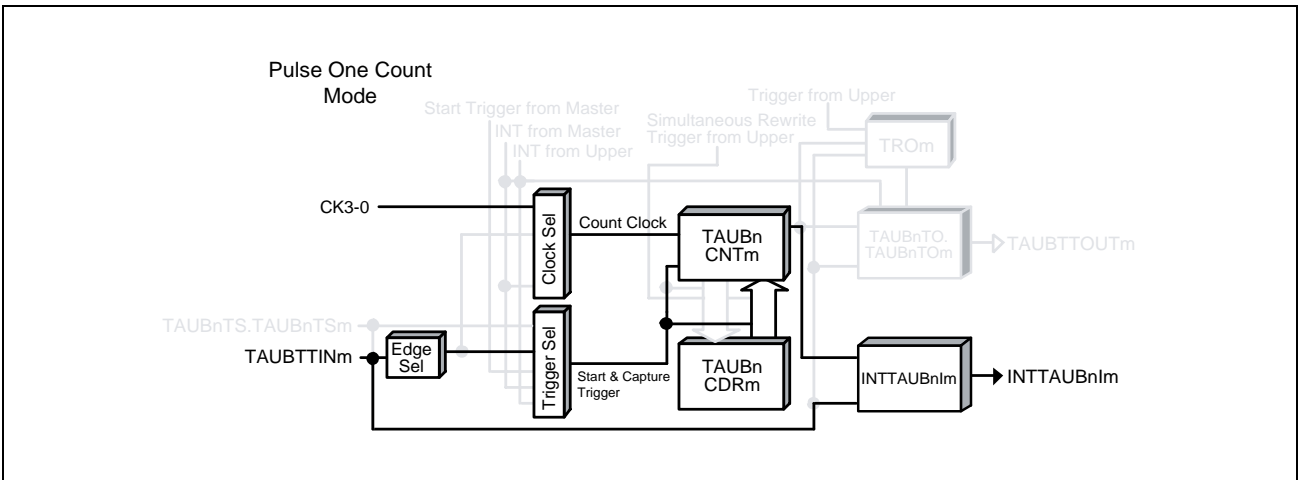 Pulse One Count
Mode
Start Trigger from Master
INT from Master
INT from Upper
Simultaneous Rewrite
Trigger from Upper
Trigger from Upper
TROm
CK3-0
Clock Sel
Count Clock
TAUBn
CNTm
TAUBnTO.
TAUBnTOm
TAUBTTOUTm
TAUBnTS.TAUBnTSm
TAUBTTINm
Edge
Sel
Trigger Sel
Start & Capture
Trigger
TAUBn
CDRm
INTTAUBnIm
INTTAUBnIm